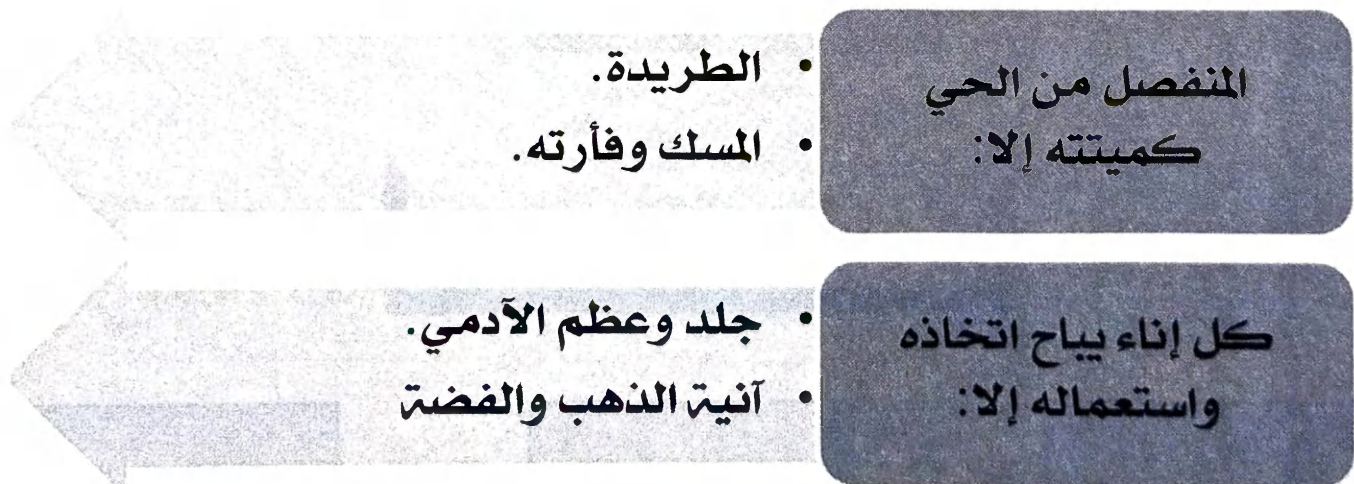 المنفصل من الحي
كميتته إلا:
• الطريدة.
• المسك وفأرته.
كل إناء يباح اتخاذه
واستعماله إلا:
• جلد وعظم الآدمي.
• آنية الذهب والفضة